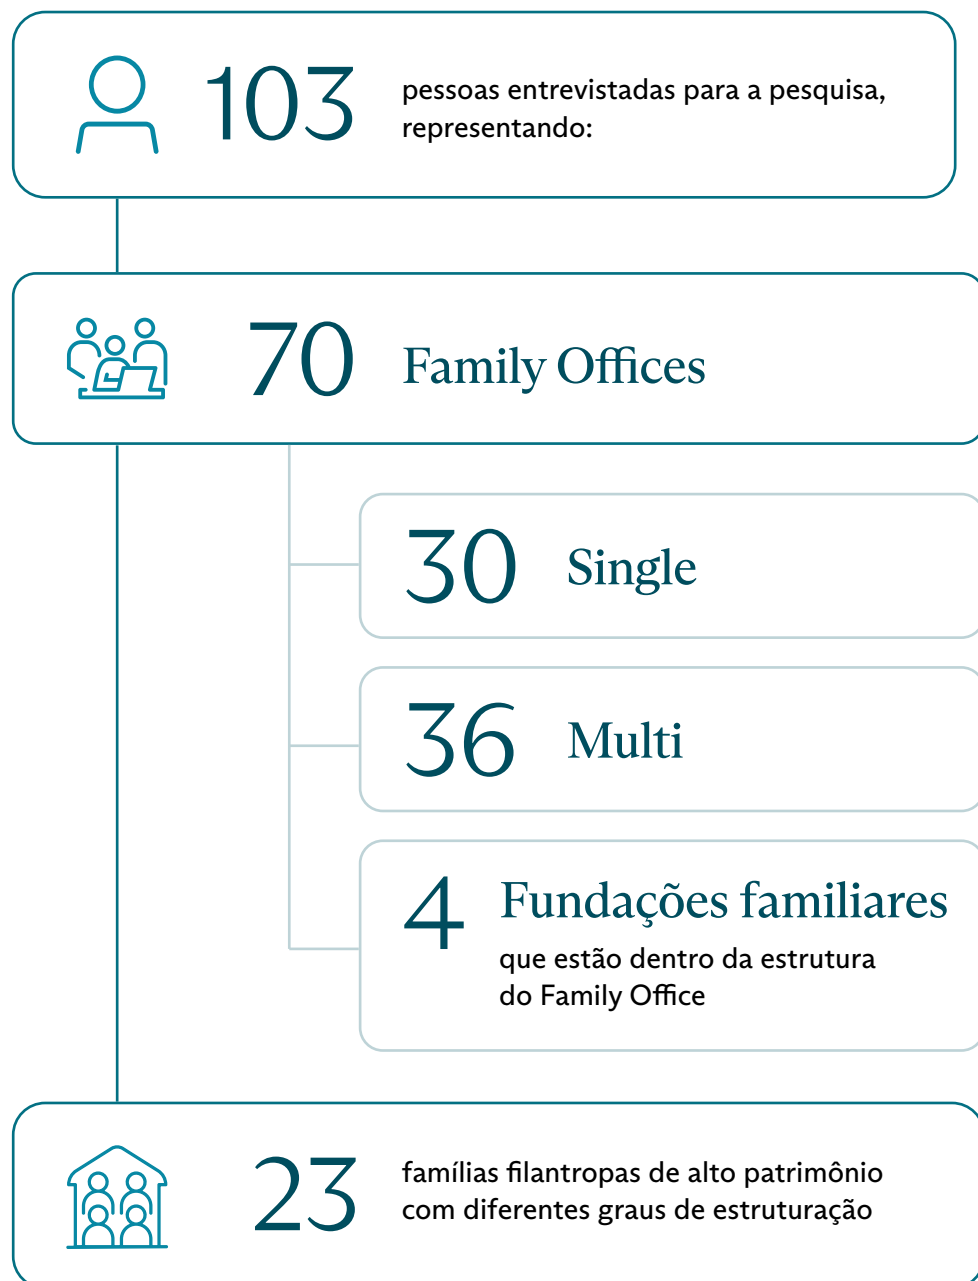 103
pessoas entrevistadas para a pesquisa,
representando:
70
Family Offices
30
Single
36
Multi
4
Fundações familiares
que estão dentro da estrutura
do Family Office
23
famílias filantropas de alto patrimônio
com diferentes graus de estruturação